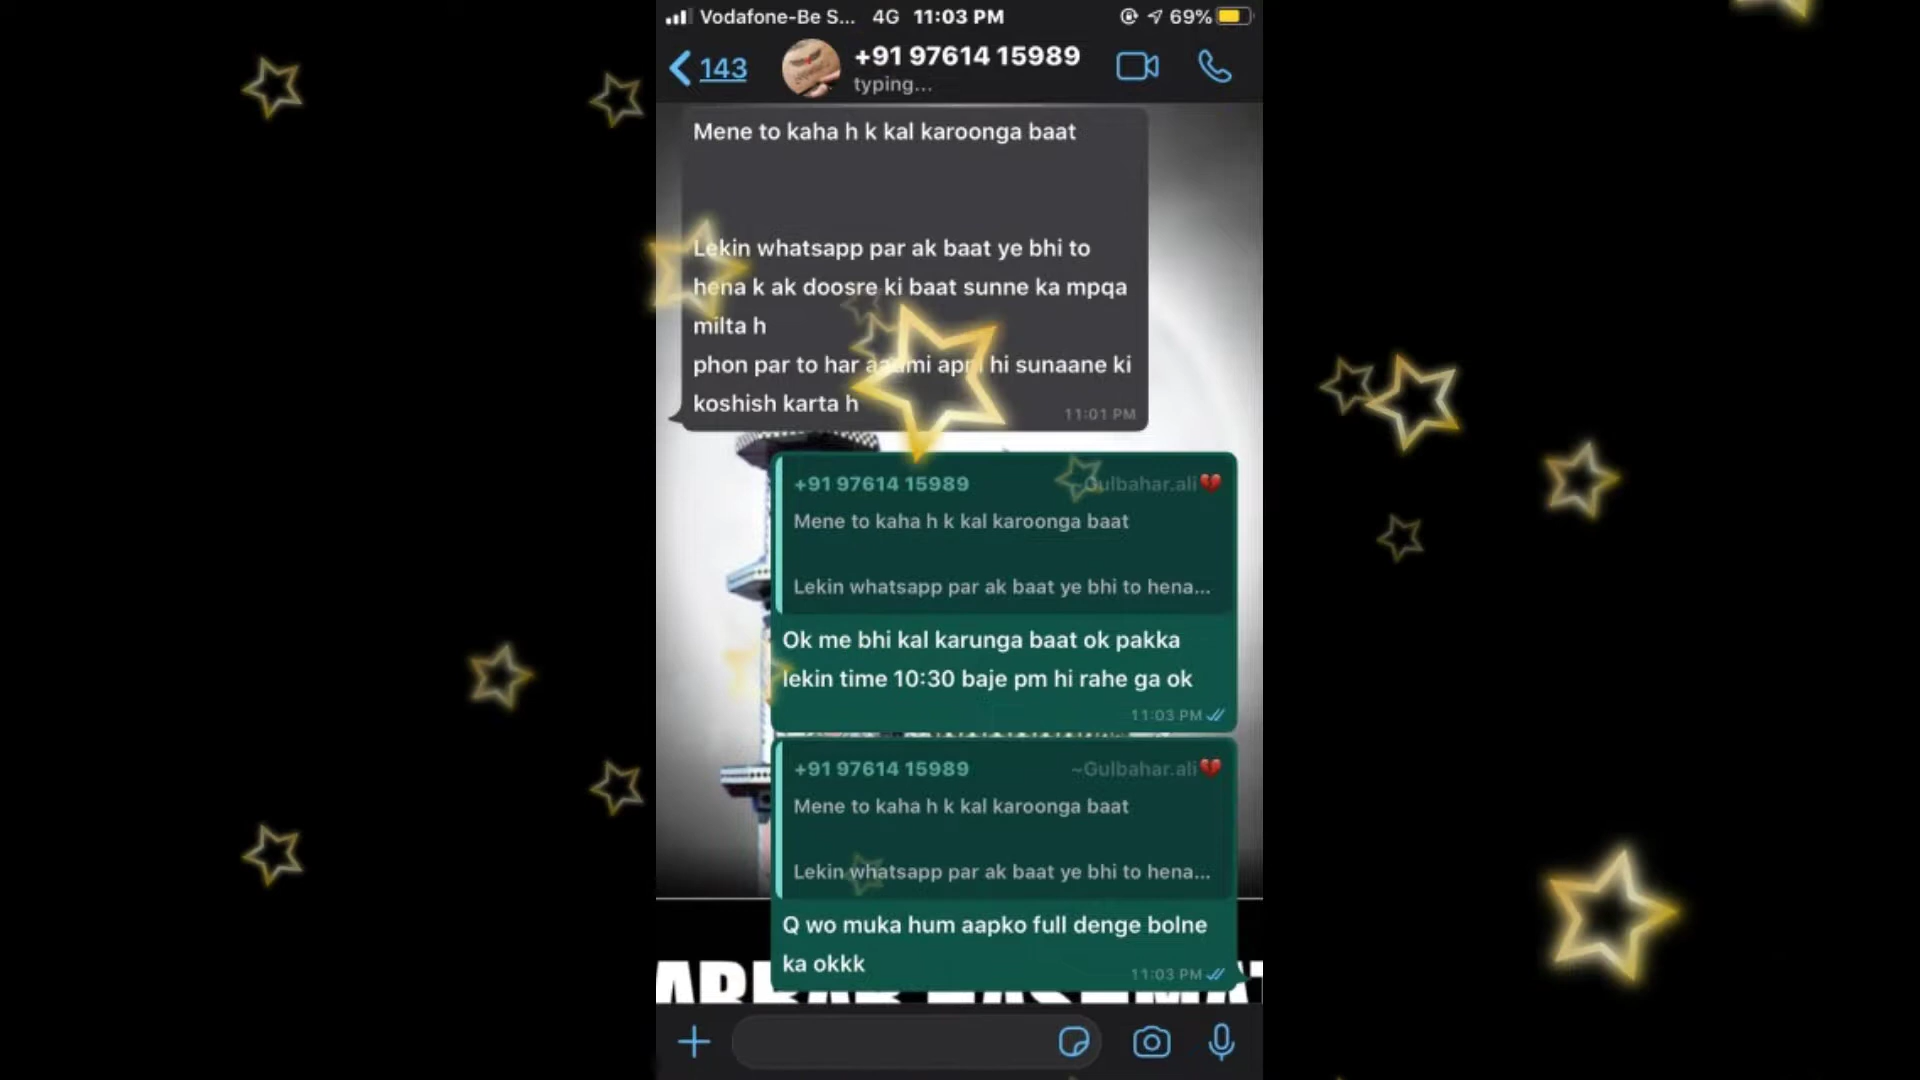 Vodafone-Be S... 4G 11:03 PM 69%
143
+91 97614 15989
typing...
Mene to kaha h k kal karoonga baat
Lekin whatsapp par ak baat ye bhi to
hena k ak doosre ki baat sunne ka mpqa
milta h
phon par to har aadmi apni hi sunaane ki
koshish karta h
11:01 PM
+91 97614 15989 ~Gulbahar.ali💔
Mene to kaha h k kal karoonga baat
Lekin whatsapp par ak baat ye bhi to hena...
Ok me bhi kal karunga baat ok pakka
lekin time 10:30 baje pm hi rahe ga ok
11:03 PM
+91 97614 15989 ~Gulbahar.ali💔
Mene to kaha h k kal karoonga baat
Lekin whatsapp par ak baat ye bhi to hena...
Q wo muka hum aapko full denge bolne
ka okkk
11:03 PM